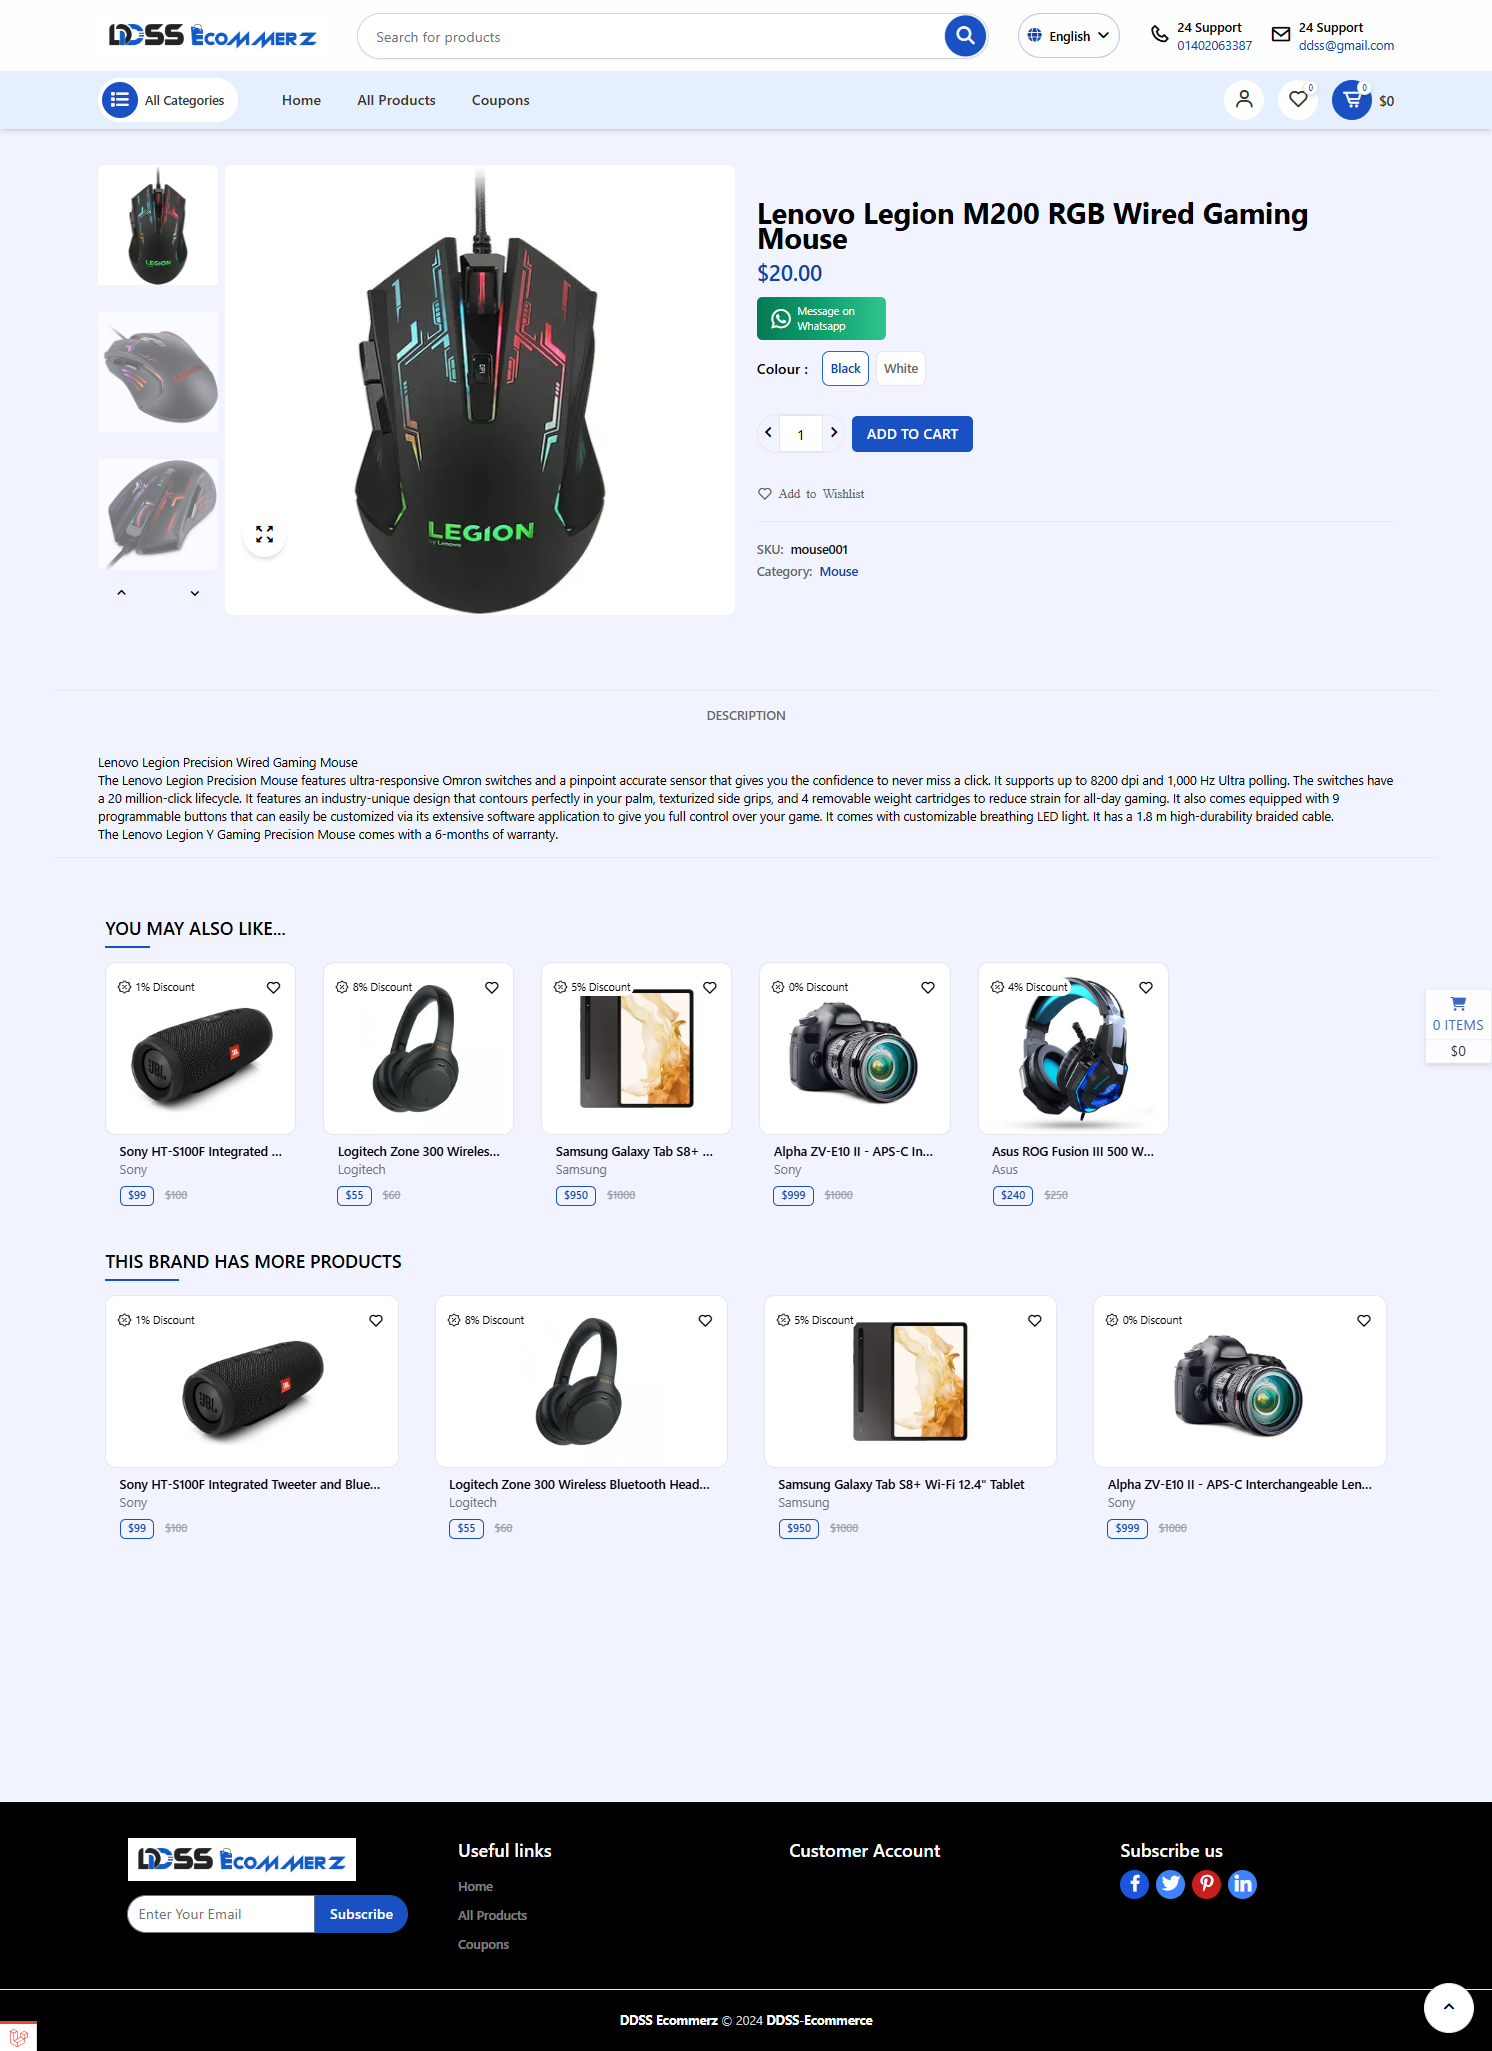 DDSS Ecommerz
Search for products
English
24 Support
01402063387
24 Support
ddss@gmail.com
All Categories
Home
All Products
Coupons
0
0
$0
LEGION
Lenovo Legion M200 RGB Wired Gaming
Mouse
$20.00
Message on
Whatsapp
Colour :
Black
White
1
ADD TO CART
DPI
LEGION
by Lenovo
Add to Wishlist
SKU: mouse001
Category: Mouse
DESCRIPTION
Lenovo Legion Precision Wired Gaming Mouse
The Lenovo Legion Precision Mouse features ultra-responsive Omron switches and a pinpoint accurate sensor that gives you the confidence to never miss a click. It supports up to 8200 dpi and 1,000 Hz Ultra polling. The switches have
a 20 million-click lifecycle. It features an industry-unique design that contours perfectly in your palm, texturized side grips, and 4 removable weight cartridges to reduce strain for all-day gaming. It also comes equipped with 9
programmable buttons that can easily be customized via its extensive software application to give you full control over your game. It comes with customizable breathing LED light. It has a 1.8 m high-durability braided cable.
The Lenovo Legion Y Gaming Precision Mouse comes with a 6-months of warranty.
YOU MAY ALSO LIKE...
1% Discount
8% Discount
5% Discount
0% Discount
4% Discount
JBL
JBL
0 ITEMS
$0
Sony HT-S100F Integrated ...
Logitech Zone 300 Wireles...
Samsung Galaxy Tab S8+ ...
Alpha ZV-E10 II - APS-C In...
Asus ROG Fusion III 500 W...
Sony
Logitech
Samsung
Sony
Asus
$99 $100
$55 $60
$950 $1000
$999 $1000
$240 $250
THIS BRAND HAS MORE PRODUCTS
1% Discount
8% Discount
5% Discount
0% Discount
JBL
JBL
Sony HT-S100F Integrated Tweeter and Blue...
Logitech Zone 300 Wireless Bluetooth Head...
Samsung Galaxy Tab S8+ Wi-Fi 12.4" Tablet
Alpha ZV-E10 II - APS-C Interchangeable Len...
Sony
Logitech
Samsung
Sony
$99 $100
$55 $60
$950 $1000
$999 $1000
DDSS Ecommerz
Enter Your Email
Subscribe
Useful links
Home
All Products
Coupons
Customer Account
Subscribe us
DDSS Ecommerz © 2024 DDSS-Ecommerce